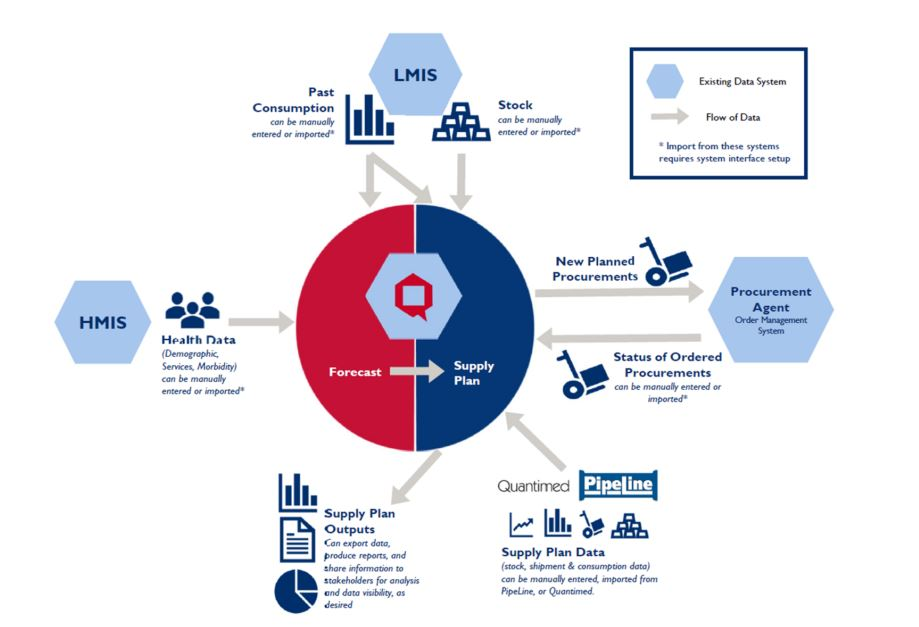 LMIS
Past
Consumption
can be manually
entered or imported*
Stock
can be manually
entered or imported*
Existing Data System
Flow of Data
* Import from these systems
requires system interface setup
HMIS
Health Data
(Demographic,
Services, Morbidity)
can be manually
entered or imported*
Forecast
Supply
Plan
New Planned
Procurements
Procurement
Agent
Order Management
System
Status of Ordered
Procurements
can be manually entered or
imported*
Supply Plan
Outputs
Can export data,
produce reports, and
share information to
stakeholders for analysis
and data visibility, as
desired
Quantimed
PipeLine
Supply Plan Data
(stock, shipment & consumption data)
can be manually entered, imported from
PipeLine, or Quantimed.